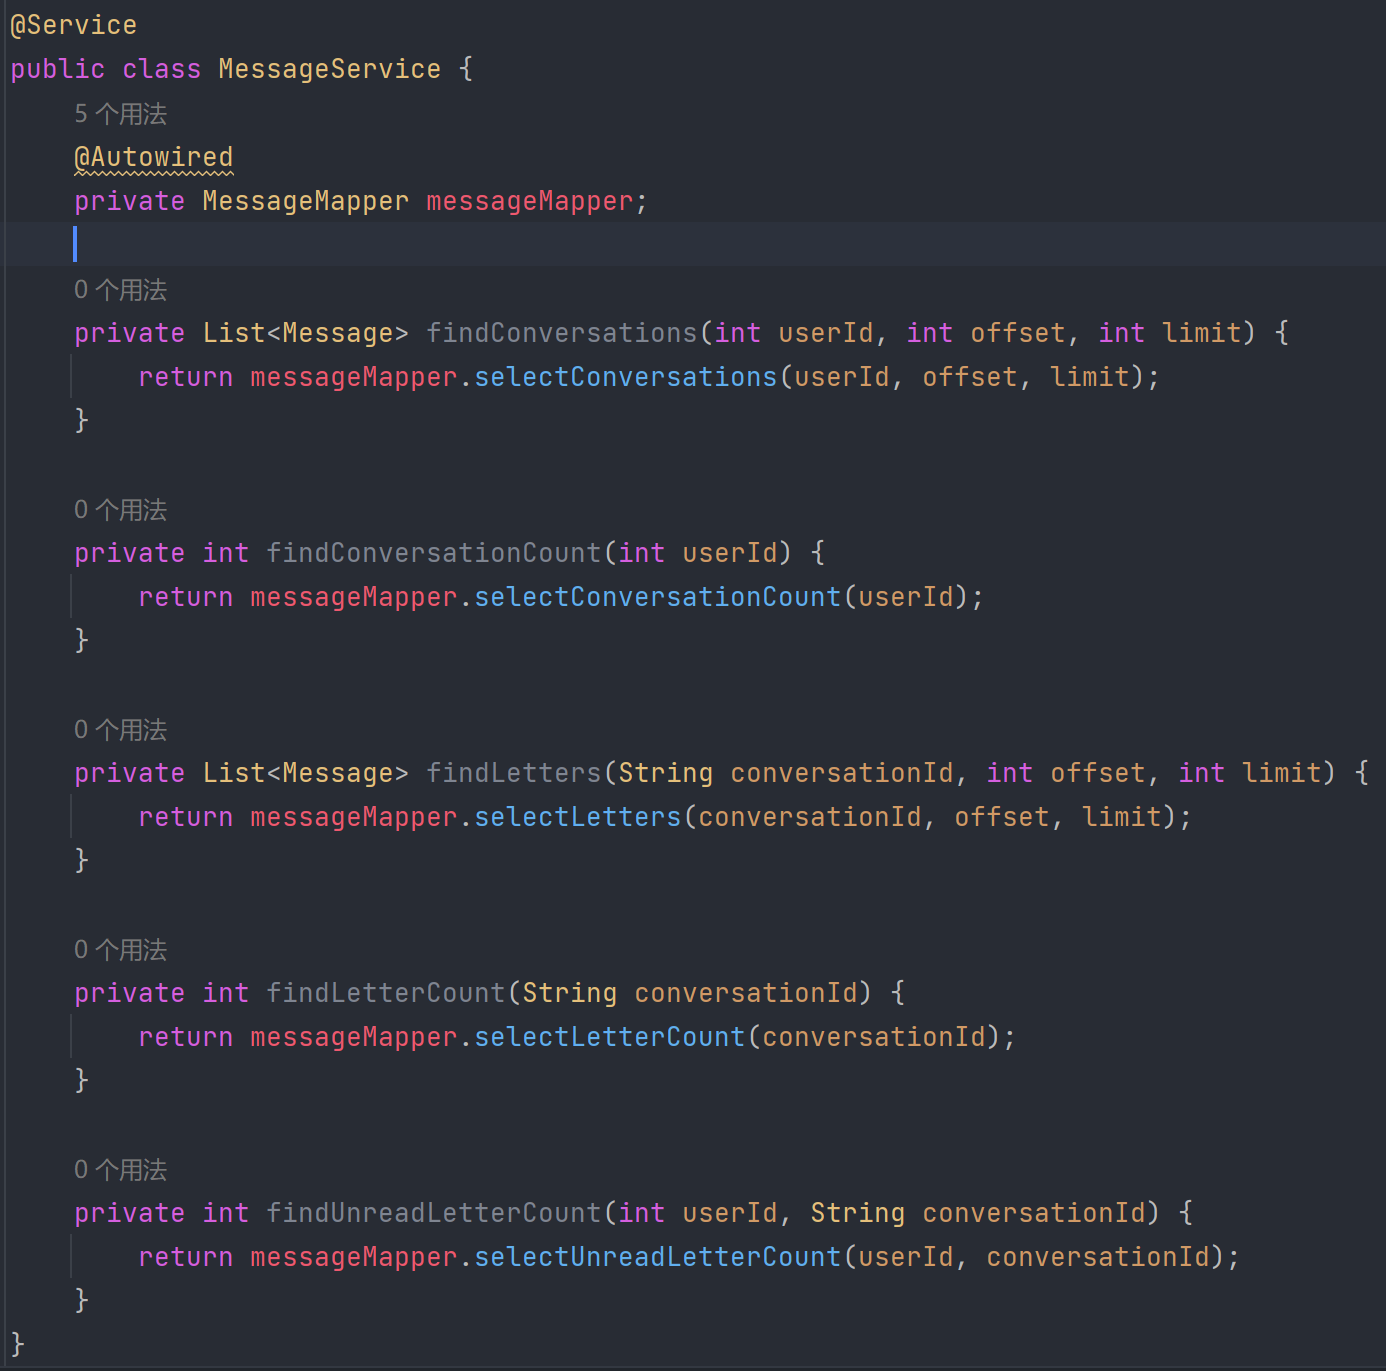 @Service
public class MessageService {
5 个用法
@Autowired
private MessageMapper messageMapper;
0 个用法
private List<Message> findConversations(int userId, int offset, int limit) {
return messageMapper.selectConversations(userId, offset, limit);
}
0 个用法
private int findConversationCount(int userId) {
return messageMapper.selectConversationCount(userId);
}
0 个用法
private List<Message> findLetters(String conversationId, int offset, int limit) {
return messageMapper.selectLetters(conversationId, offset, limit);
}
0 个用法
private int findLetterCount(String conversationId) {
return messageMapper.selectLetterCount(conversationId);
}
0 个用法
private int findUnreadLetterCount(int userId, String conversationId) {
return messageMapper.selectUnreadLetterCount(userId, conversationId);
}
}